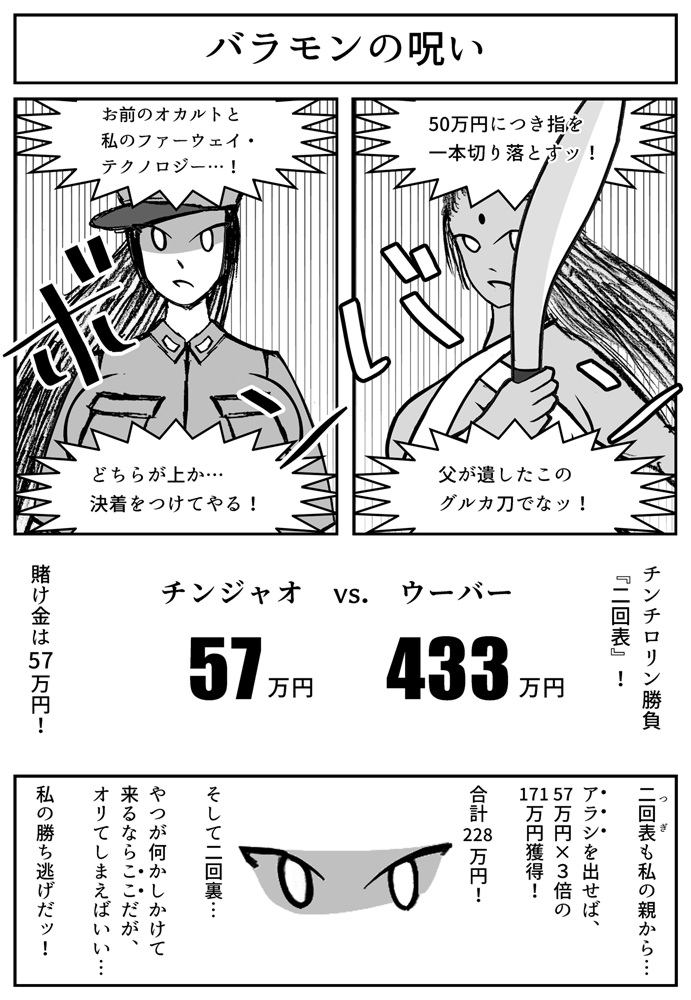 バラモンの呪い
50万円につき指を
一本切り落とすッ！
じ
父が遺したこの
グルカ刀でなッ！
お前のオカルトと
私のファーウェイ・
テクノロジー…！
ボ
どちらが上か…
決着をつけてやる！
チンチロリン勝負
『二回表』！
チンジャオ vs. ウーバー
57万円 433万円
賭け金は57万円！
二回表も私の親から…
つぎ
アラシを出せば、
57万円×3倍の
171万円獲得！
合計228万円！
そして二回裏…
やつが何かしかけて
来るならここだが、
オリてしまえばいい…
私の勝ち逃げだッ！